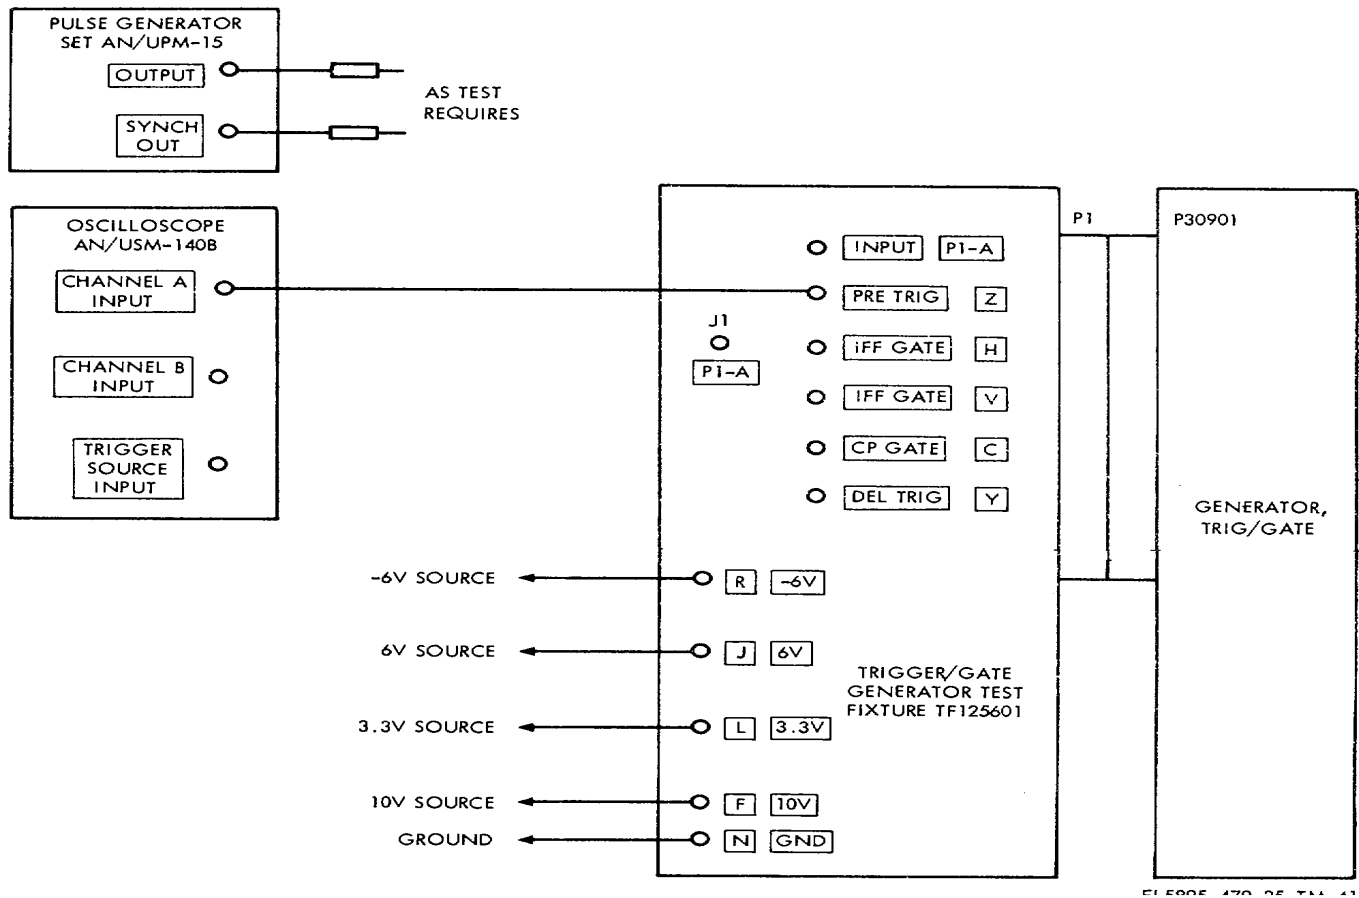 PULSE GENERATOR
SET AN/UPM-15
OUTPUT
SYNCH
OUT
AS TEST
REQUIRES
OSCILLOSCOPE
AN/USM-140B
CHANNEL A
INPUT
CHANNEL B
INPUT
TRIGGER
SOURCE
INPUT
INPUT P1-A
PRE TRIG Z
J1
P1-A
IFF GATE H
IFF GATE V
CP GATE C
DEL TRIG Y
-6V SOURCE
R -6V
6V SOURCE
J 6V
3.3V SOURCE
L 3.3V
10V SOURCE
F 10V
GROUND
N GND
TRIGGER/GATE
GENERATOR TEST
FIXTURE TF125601
P1
P30901
GENERATOR,
TRIG/GATE